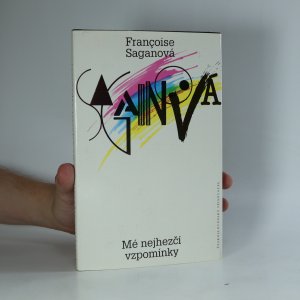 Françoise
Saganová
SAGANOVÁ
Mé nejhezčí
vzpomínky